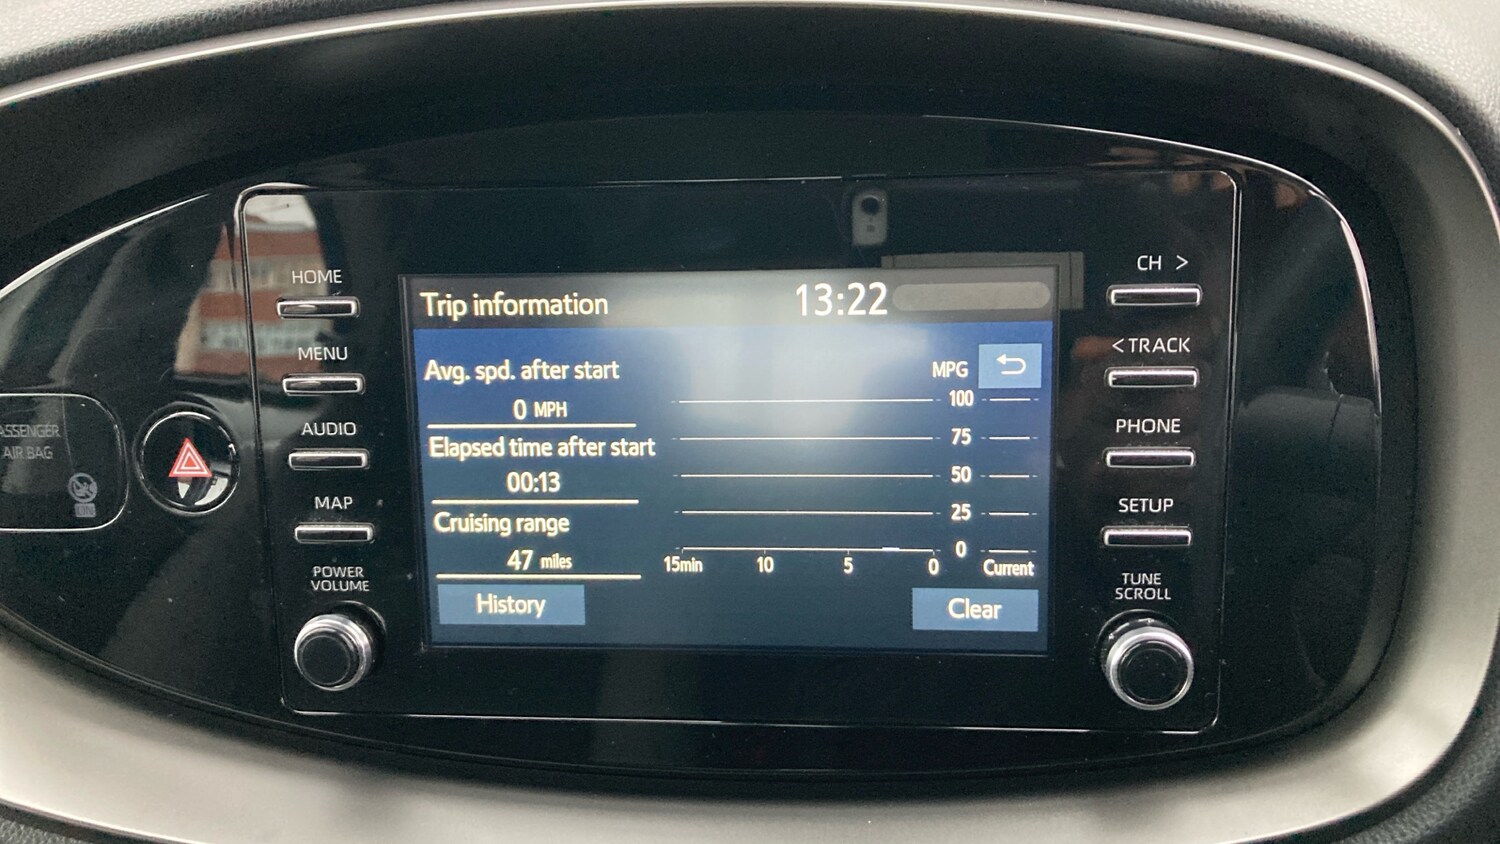 HOME
MENU
AUDIO
MAP
POWER
VOLUME
AIR BAG
Trip information
13:22
Avg. spd. after start
0 MPH
Elapsed time after start
00:13
Cruising range
47 miles
History
MPG
100
75
50
25
0
15min 10 5 0 Current
Clear
CH >
< TRACK
PHONE
SETUP
TUNE
SCROLL